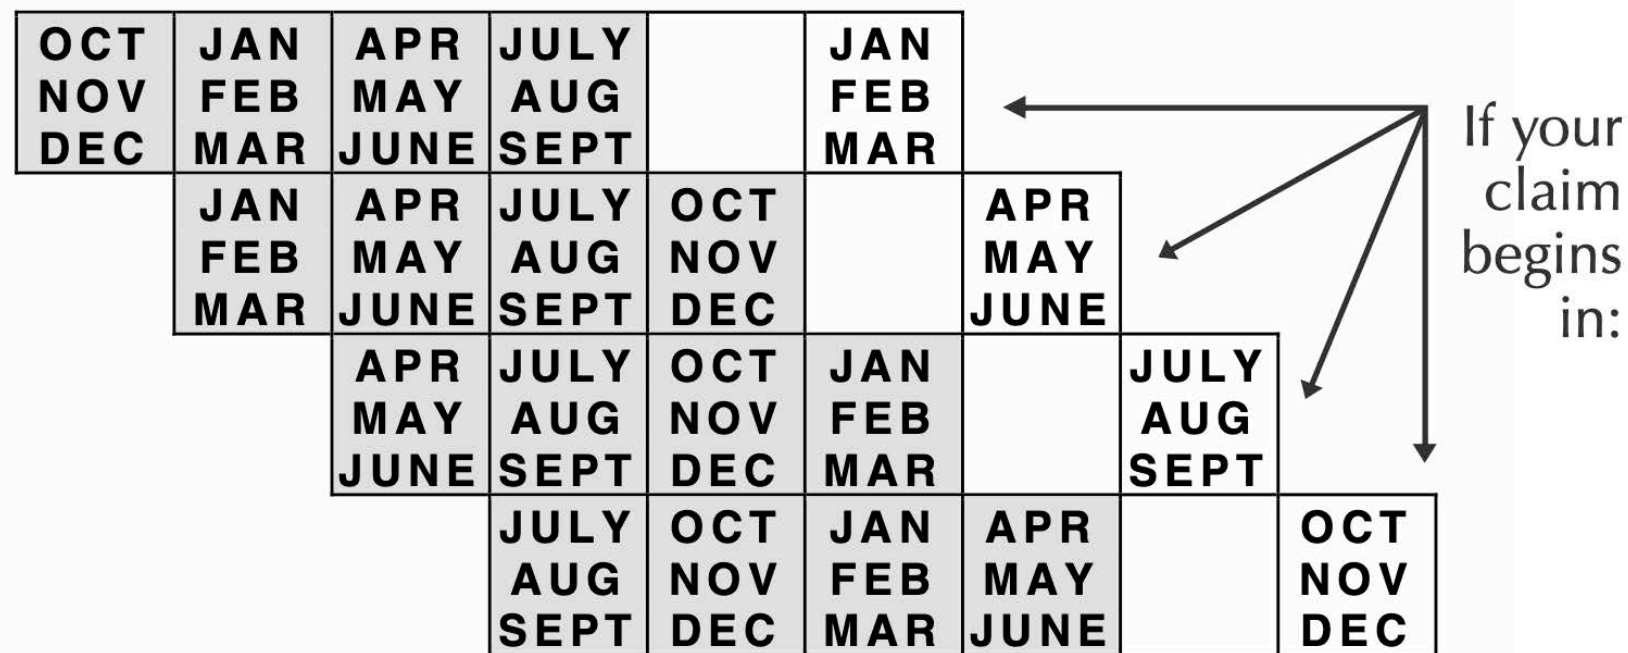 OCT JAN APR JULY JAN
NOV FEB MAY AUG FEB
DEC MAR JUNE SEPT MAR
JAN APR JULY OCT APR
FEB MAY AUG NOV MAY
MAR JUNE SEPT DEC JUNE
APR JULY OCT JAN JULY
MAY AUG NOV FEB AUG
JUNE SEPT DEC MAR SEPT
JULY OCT JAN APR OCT
AUG NOV FEB MAY NOV
SEPT DEC MAR JUNE DEC
If your
claim
begins
in: